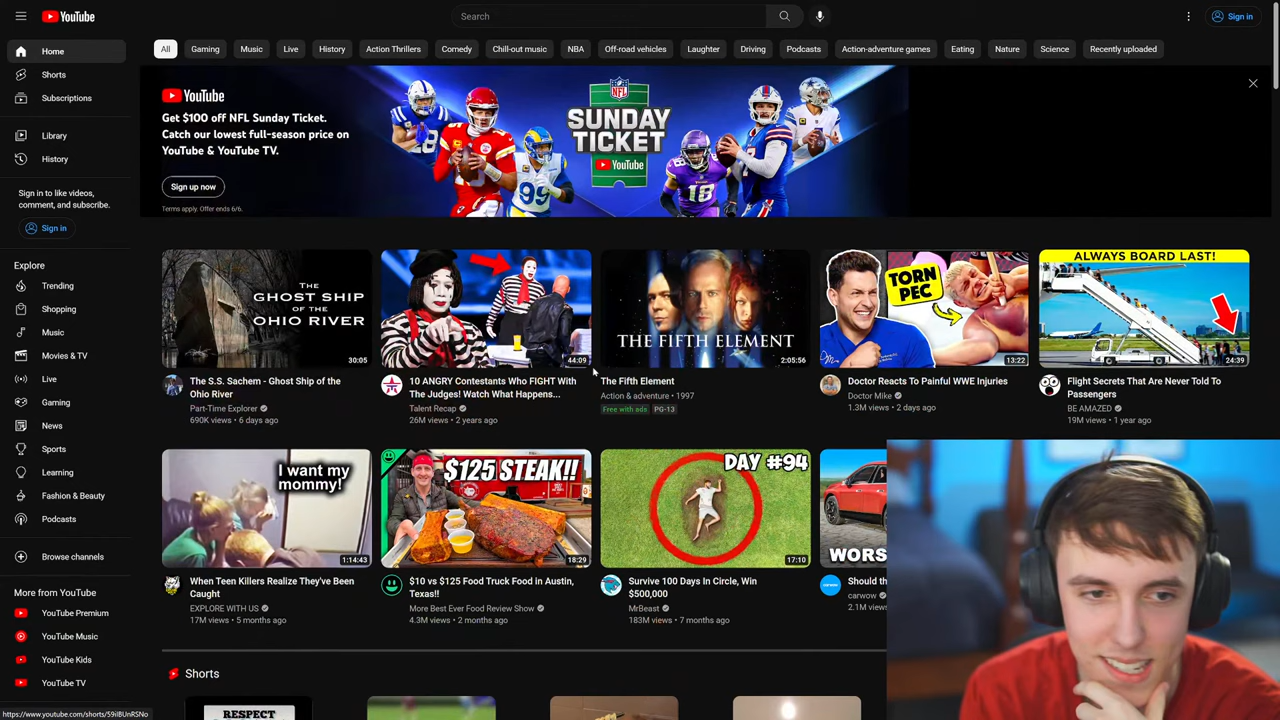 YouTube
Search
Sign in
Home
Shorts
Subscriptions
Library
History
Sign in to like videos,
comment, and subscribe.
Sign in
Explore
Trending
Shopping
Music
Movies & TV
Live
Gaming
News
Sports
Learning
Fashion & Beauty
Podcasts
Browse channels
More from YouTube
YouTube Premium
YouTube Music
YouTube Kids
YouTube TV
https://www.youtube.com/shorts/59iIBUnRSNo
All
Gaming
Music
Live
History
Action Thrillers
Comedy
Chill-out music
NBA
Off-road vehicles
Laughter
Driving
Podcasts
Action-adventure games
Eating
Nature
Science
Recently uploaded
YouTube
Get $100 off NFL Sunday Ticket.
Catch our lowest full-season price on
YouTube & YouTube TV.
Sign up now
Terms apply. Offer ends 6/6.
NFL
SUNDAY
TICKET
YouTube
99
18
THE
GHOST SHIP
OF THE
OHIO RIVER
30:05
The S.S. Sachem - Ghost Ship of the
Ohio River
Part-Time Explorer
690K views • 6 days ago
44:09
10 ANGRY Contestants Who FIGHT With
The Judges! Watch What Happens...
Talent Recap
26M views • 2 years ago
THE FIFTH ELEMENT
2:05:56
The Fifth Element
Action & adventure • 1997
Free with ads
PG-13
TORN
PEC
13:22
Doctor Reacts To Painful WWE Injuries
Doctor Mike
1.3M views • 2 days ago
ALWAYS BOARD LAST!
24:39
Flight Secrets That Are Never Told To
Passengers
BE AMAZED
19M views • 1 year ago
I want my
mommy!
1:14:43
When Teen Killers Realize They've Been
Caught
EXPLORE WITH US
17M views • 5 months ago
$125 STEAK!!
18:29
$10 vs $125 Food Truck Food in Austin,
Texas!!
More Best Ever Food Review Show
4.3M views • 2 months ago
DAY #94
17:10
Survive 100 Days In Circle, Win
$500,000
MrBeast
183M views • 7 months ago
WORS
carwow
Should th
carwow
2.1M views
Shorts
RESPECT